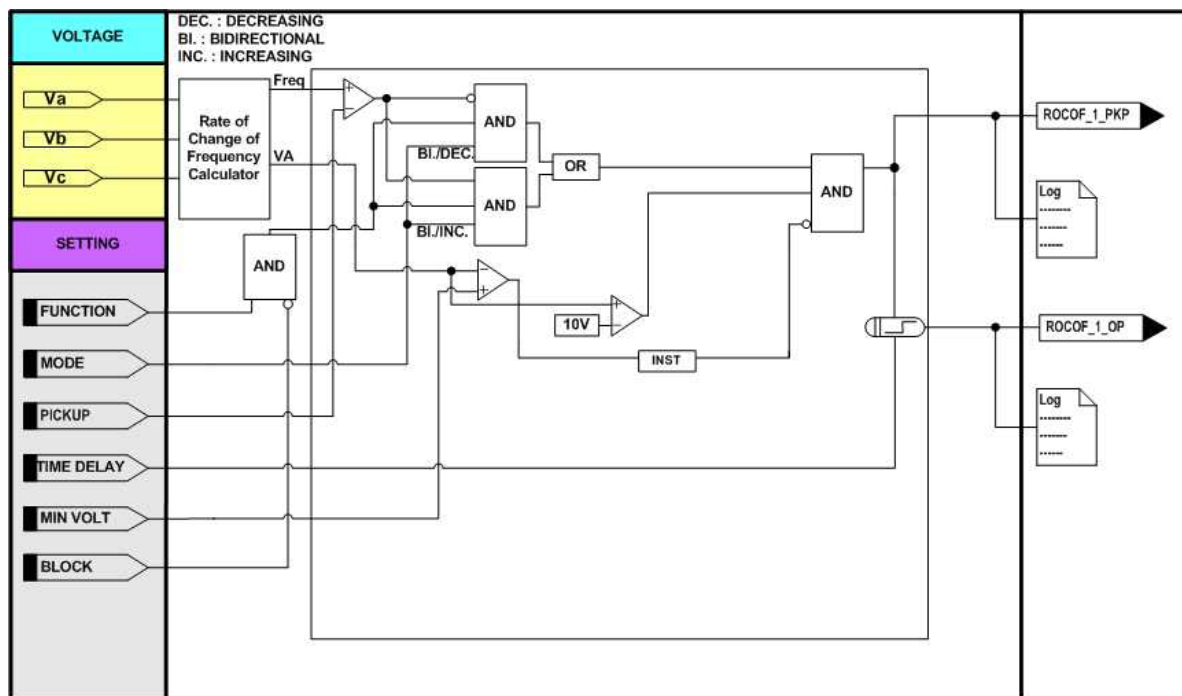 VOLTAGE
DEC. : DECREASING
BI. : BIDIRECTIONAL
INC. : INCREASING
Va
Vb
Vc
Rate of
Change of
Frequency
Calculator
Freq
VA
+
−
AND
BI./DEC.
AND
BI./INC.
OR
AND
ROCOF_1_PKP
Log
SETTING
AND
FUNCTION
MODE
PICKUP
TIME DELAY
MIN VOLT
BLOCK
−
+
+
−
10V
INST
ROCOF_1_OP
Log